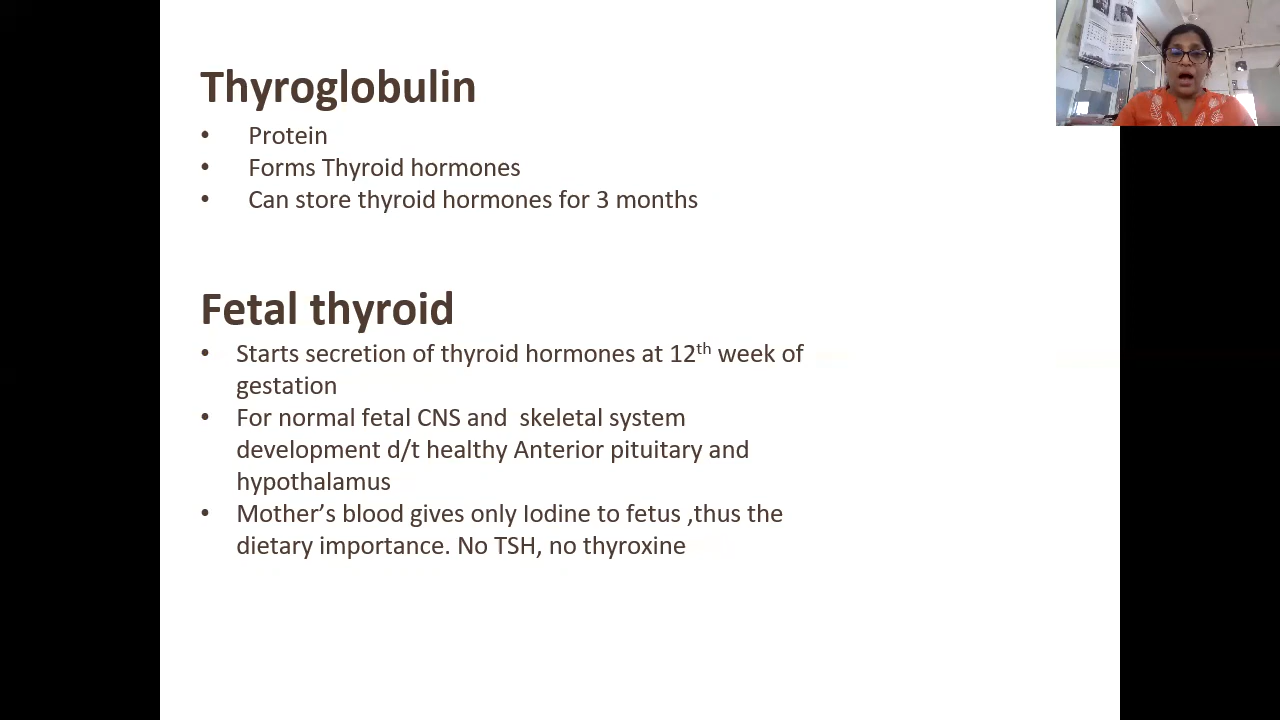 Thyroglobulin
• Protein
• Forms Thyroid hormones
• Can store thyroid hormones for 3 months
Fetal thyroid
• Starts secretion of thyroid hormones at 12th week of
gestation
• For normal fetal CNS and  skeletal system
development d/t healthy Anterior pituitary and
hypothalamus
• Mother’s blood gives only Iodine to fetus ,thus the
dietary importance. No TSH, no thyroxine